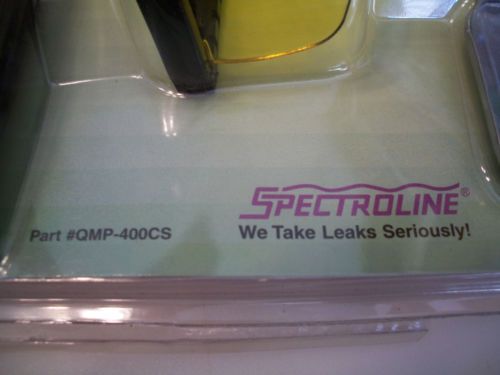 SPECTROLINE®
Part #QMP-400CS
We Take Leaks Seriously!